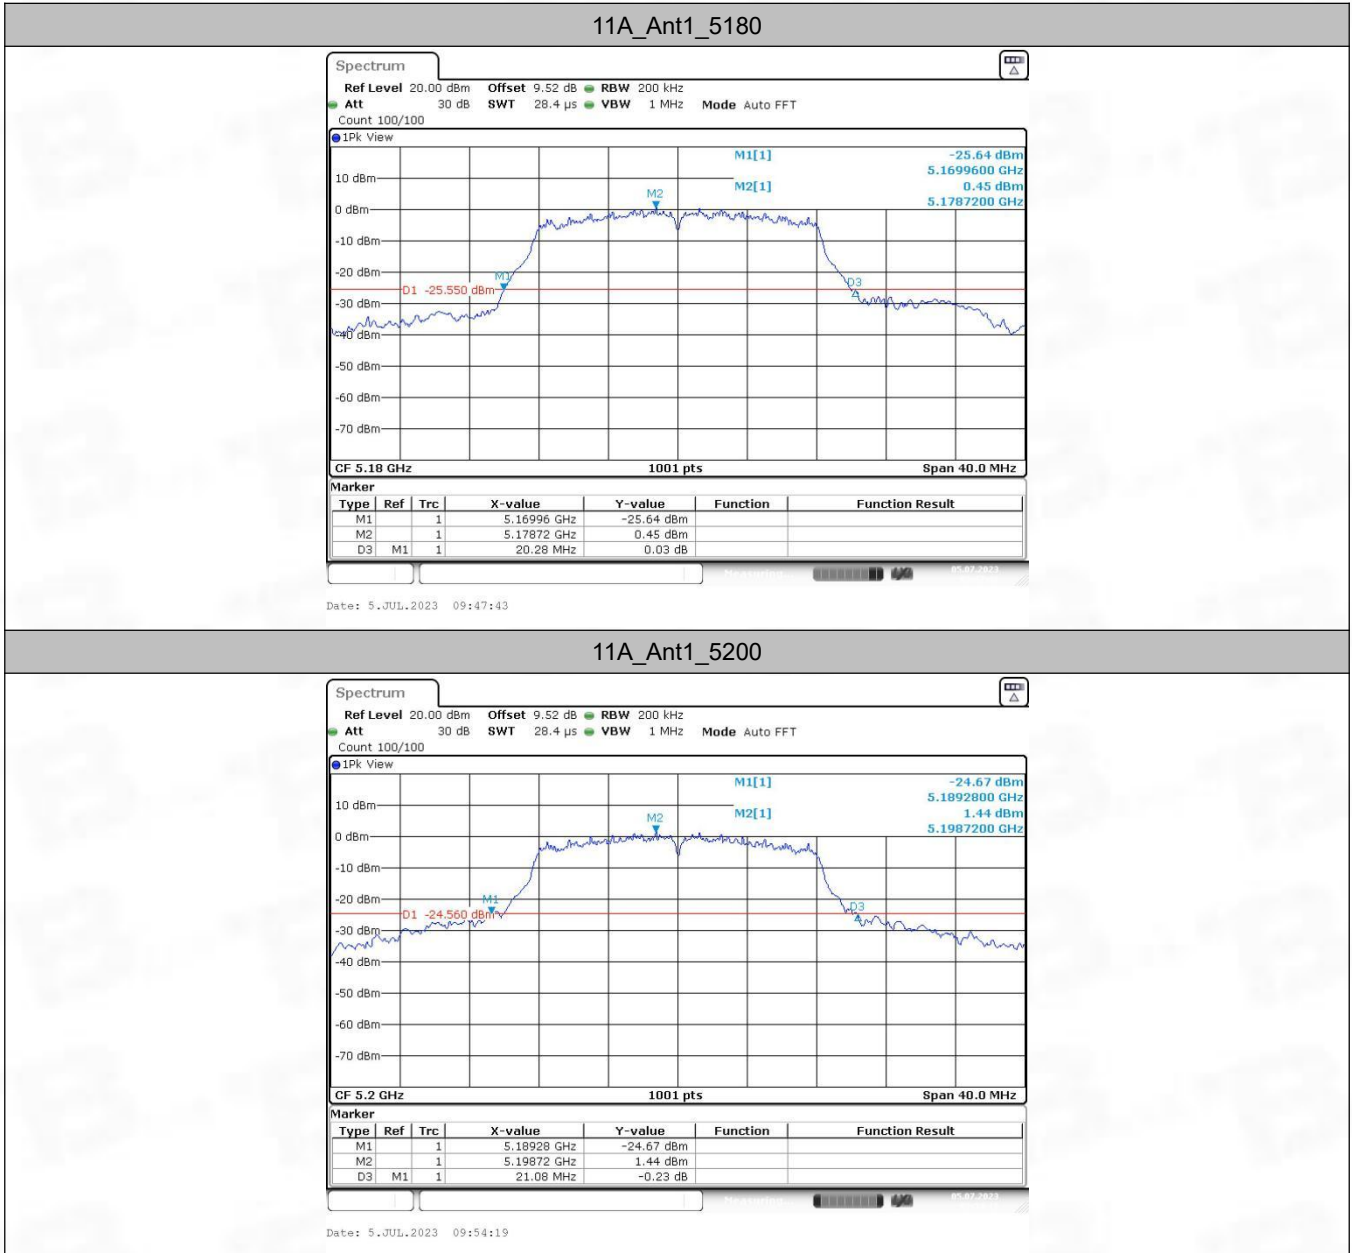 11A_Ant1_5180
Spectrum
Ref Level 20.00 dBm Offset 9.52 dB RBW 200 kHz
Att 30 dB SWT 28.4 µs VBW 1 MHz Mode Auto FFT
Count 100/100
1Pk View
M1[1] -25.64 dBm
5.1699600 GHz
10 dBm
M2[1] 0.45 dBm
5.1787200 GHz
M2
0 dBm
-10 dBm
-20 dBm
M1
D3
D1 -25.550 dBm
-30 dBm
-40 dBm
-50 dBm
-60 dBm
-70 dBm
CF 5.18 GHz 1001 pts Span 40.0 MHz
Marker
Type Ref Trc X-value Y-value Function Function Result
M1 1 5.16996 GHz -25.64 dBm
M2 1 5.17872 GHz 0.45 dBm
D3 M1 1 20.28 MHz 0.03 dB
Measuring 05.07.2023
Date: 5.JUL.2023 09:47:43
11A_Ant1_5200
Spectrum
Ref Level 20.00 dBm Offset 9.52 dB RBW 200 kHz
Att 30 dB SWT 28.4 µs VBW 1 MHz Mode Auto FFT
Count 100/100
1Pk View
M1[1] -24.67 dBm
5.1892800 GHz
10 dBm
M2[1] 1.44 dBm
5.1987200 GHz
M2
0 dBm
-10 dBm
-20 dBm
M1
D3
D1 -24.560 dBm
-30 dBm
-40 dBm
-50 dBm
-60 dBm
-70 dBm
CF 5.2 GHz 1001 pts Span 40.0 MHz
Marker
Type Ref Trc X-value Y-value Function Function Result
M1 1 5.18928 GHz -24.67 dBm
M2 1 5.19872 GHz 1.44 dBm
D3 M1 1 21.08 MHz -0.23 dB
Measuring 05.07.2023
Date: 5.JUL.2023 09:54:19